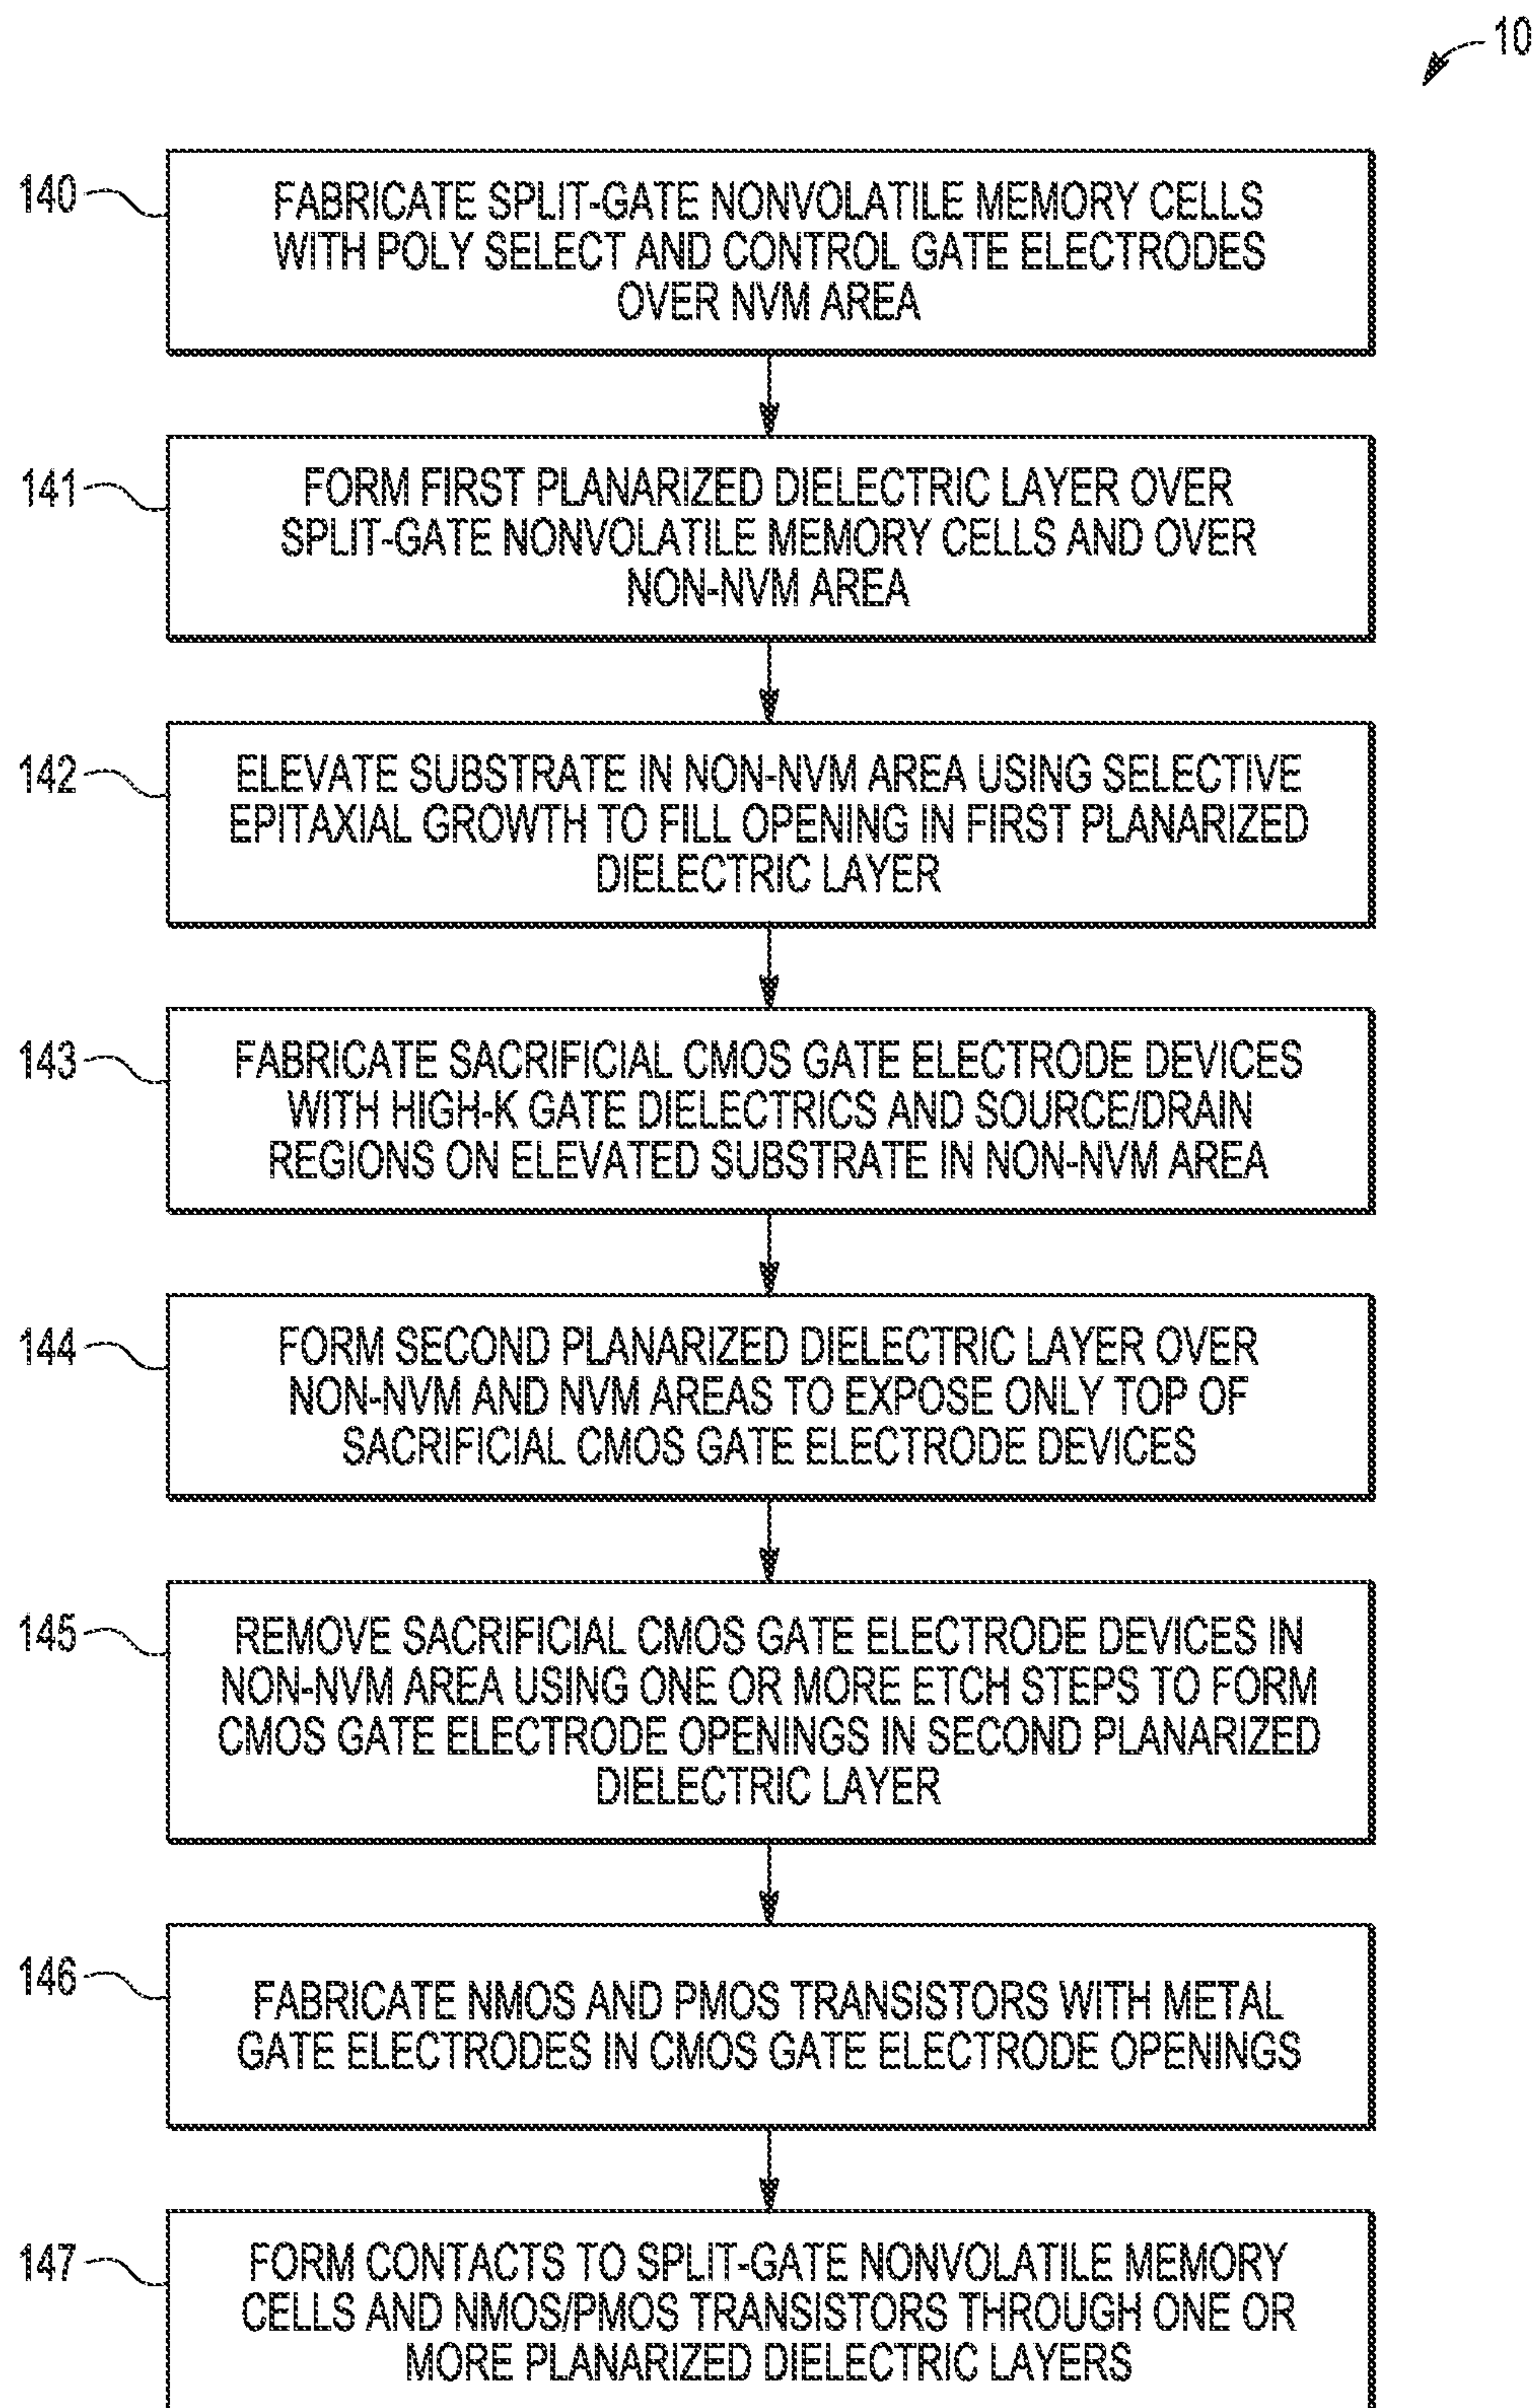 10
140
FABRICATE SPLIT-GATE NONVOLATILE MEMORY CELLS
WITH POLY SELECT AND CONTROL GATE ELECTRODES
OVER NVM AREA
141
FORM FIRST PLANARIZED DIELECTRIC LAYER OVER
SPLIT-GATE NONVOLATILE MEMORY CELLS AND OVER
NON-NVM AREA
142
ELEVATE SUBSTRATE IN NON-NVM AREA USING SELECTIVE
EPITAXIAL GROWTH TO FILL OPENING IN FIRST PLANARIZED
DIELECTRIC LAYER
143
FABRICATE SACRIFICIAL CMOS GATE ELECTRODE DEVICES
WITH HIGH-K GATE DIELECTRICS AND SOURCE/DRAIN
REGIONS ON ELEVATED SUBSTRATE IN NON-NVM AREA
144
FORM SECOND PLANARIZED DIELECTRIC LAYER OVER
NON-NVM AND NVM AREAS TO EXPOSE ONLY TOP OF
SACRIFICIAL CMOS GATE ELECTRODE DEVICES
145
REMOVE SACRIFICIAL CMOS GATE ELECTRODE DEVICES IN
NON-NVM AREA USING ONE OR MORE ETCH STEPS TO FORM
CMOS GATE ELECTRODE OPENINGS IN SECOND PLANARIZED
DIELECTRIC LAYER
146
FABRICATE NMOS AND PMOS TRANSISTORS WITH METAL
GATE ELECTRODES IN CMOS GATE ELECTRODE OPENINGS
147
FORM CONTACTS TO SPLIT-GATE NONVOLATILE MEMORY
CELLS AND NMOS/PMOS TRANSISTORS THROUGH ONE OR
MORE PLANARIZED DIELECTRIC LAYERS